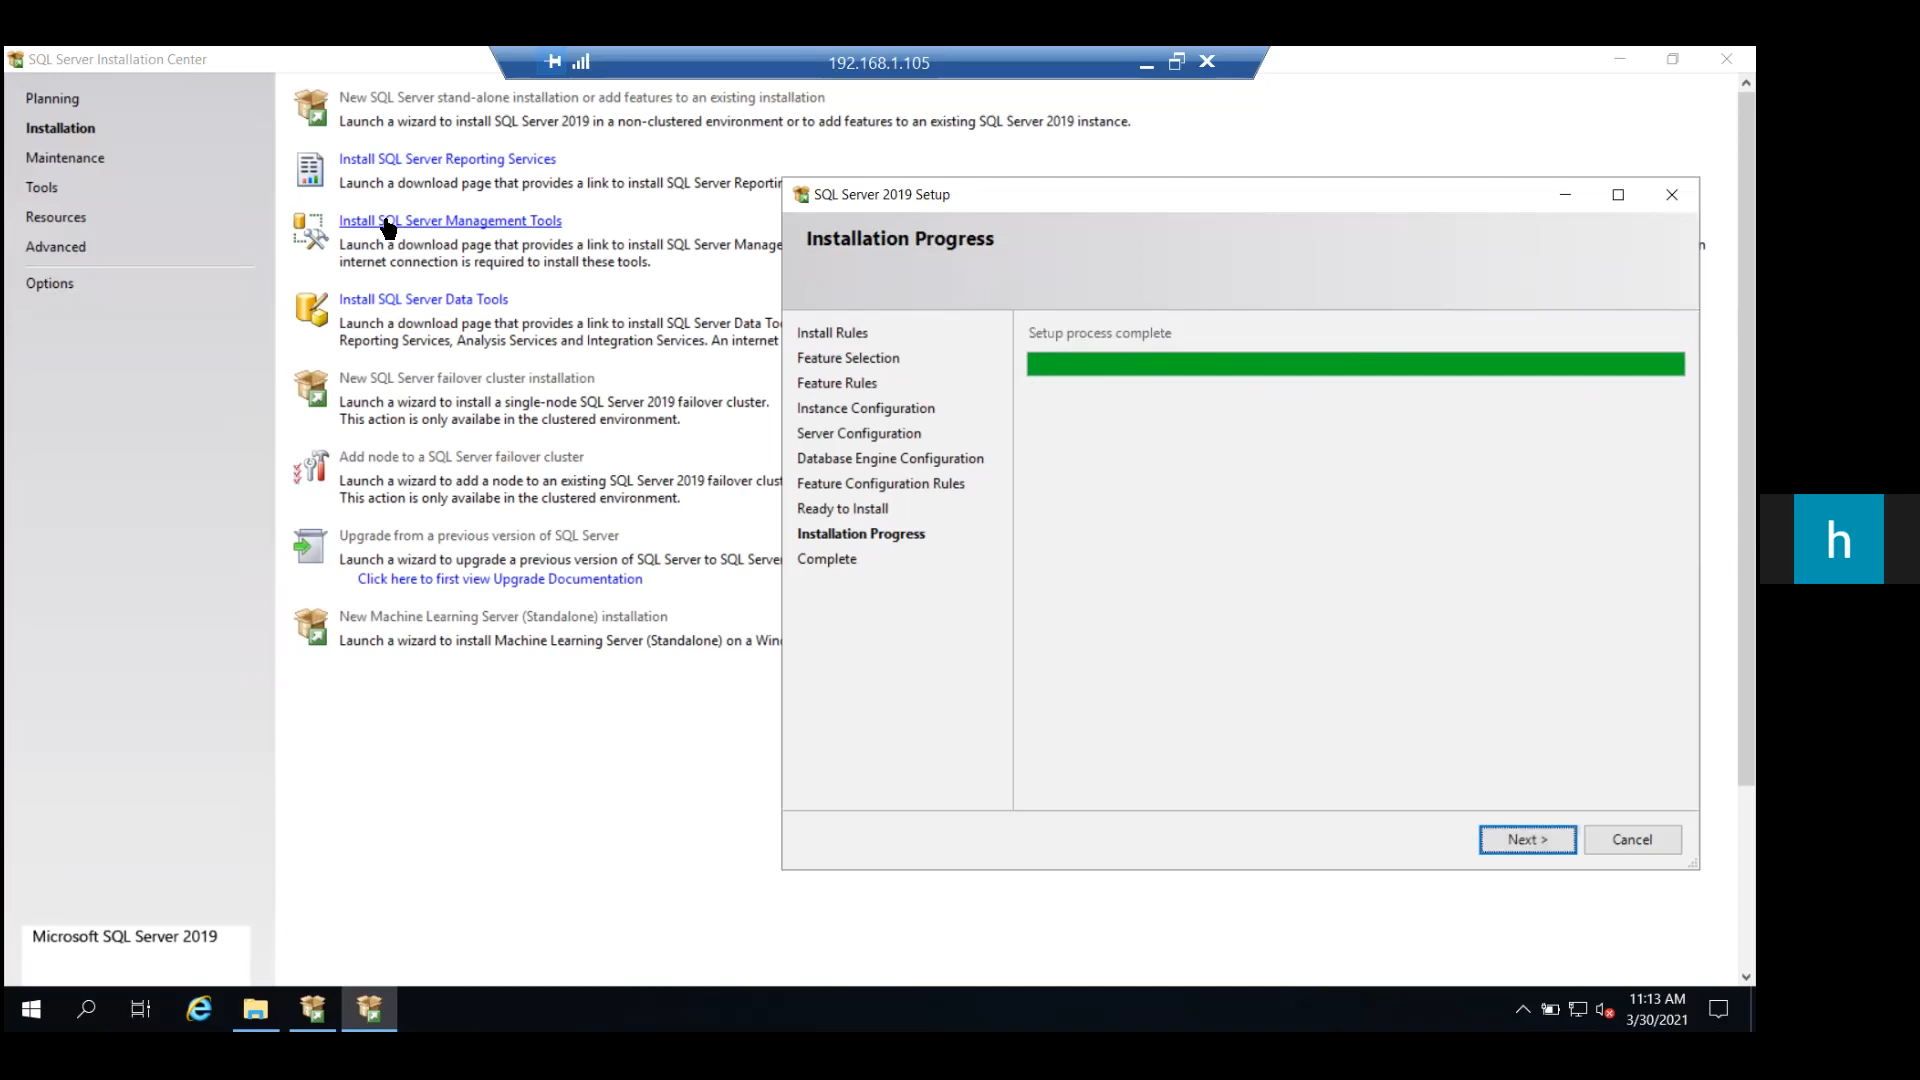 SQL Server Installation Center
192.168.1.105
Planning
Installation
Maintenance
Tools
Resources
Advanced
Options
Microsoft SQL Server 2019
New SQL Server stand-alone installation or add features to an existing installation
Launch a wizard to install SQL Server 2019 in a non-clustered environment or to add features to an existing SQL Server 2019 instance.
Install SQL Server Reporting Services
Launch a download page that provides a link to install SQL Server Reportin
Install SQL Server Management Tools
Launch a download page that provides a link to install SQL Server Manage
n
internet connection is required to install these tools.
Install SQL Server Data Tools
Launch a download page that provides a link to install SQL Server Data Too
Reporting Services, Analysis Services and Integration Services. An internet
New SQL Server failover cluster installation
Launch a wizard to install a single-node SQL Server 2019 failover cluster.
This action is only availabe in the clustered environment.
Add node to a SQL Server failover cluster
Launch a wizard to add a node to an existing SQL Server 2019 failover clust
This action is only availabe in the clustered environment.
Upgrade from a previous version of SQL Server
Launch a wizard to upgrade a previous version of SQL Server to SQL Server
Click here to first view Upgrade Documentation
New Machine Learning Server (Standalone) installation
Launch a wizard to install Machine Learning Server (Standalone) on a Win
SQL Server 2019 Setup
Installation Progress
Install Rules
Feature Selection
Feature Rules
Instance Configuration
Server Configuration
Database Engine Configuration
Feature Configuration Rules
Ready to Install
Installation Progress
Complete
Setup process complete
Next >
Cancel
h
11:13 AM
3/30/2021